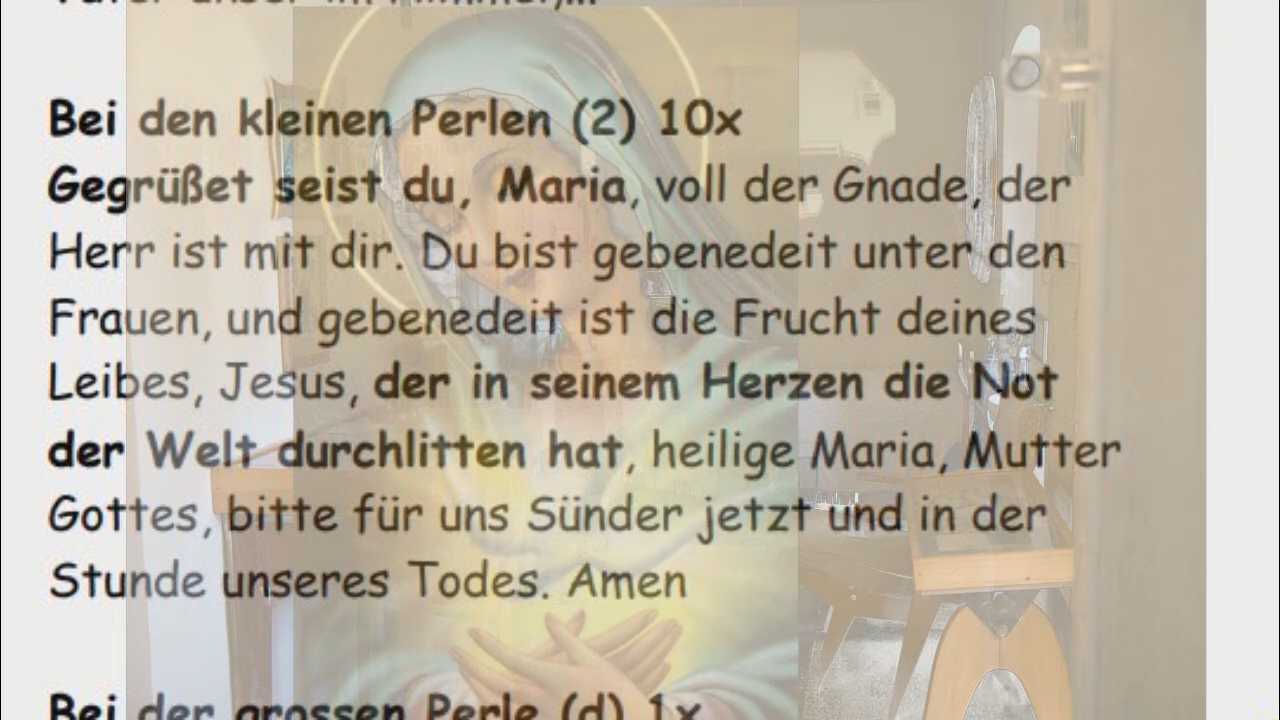 Bei den kleinen Perlen (2) 10x
Gegrüßet seist du, Maria, voll der Gnade, der
Herr ist mit dir. Du bist gebenedeit unter den
Frauen, und gebenedeit ist die Frucht deines
Leibes, Jesus, der in seinem Herzen die Not
der Welt durchlitten hat, heilige Maria, Mutter
Gottes, bitte für uns Sünder jetzt und in der
Stunde unseres Todes. Amen
Bei der grossen Perle (d) 1x